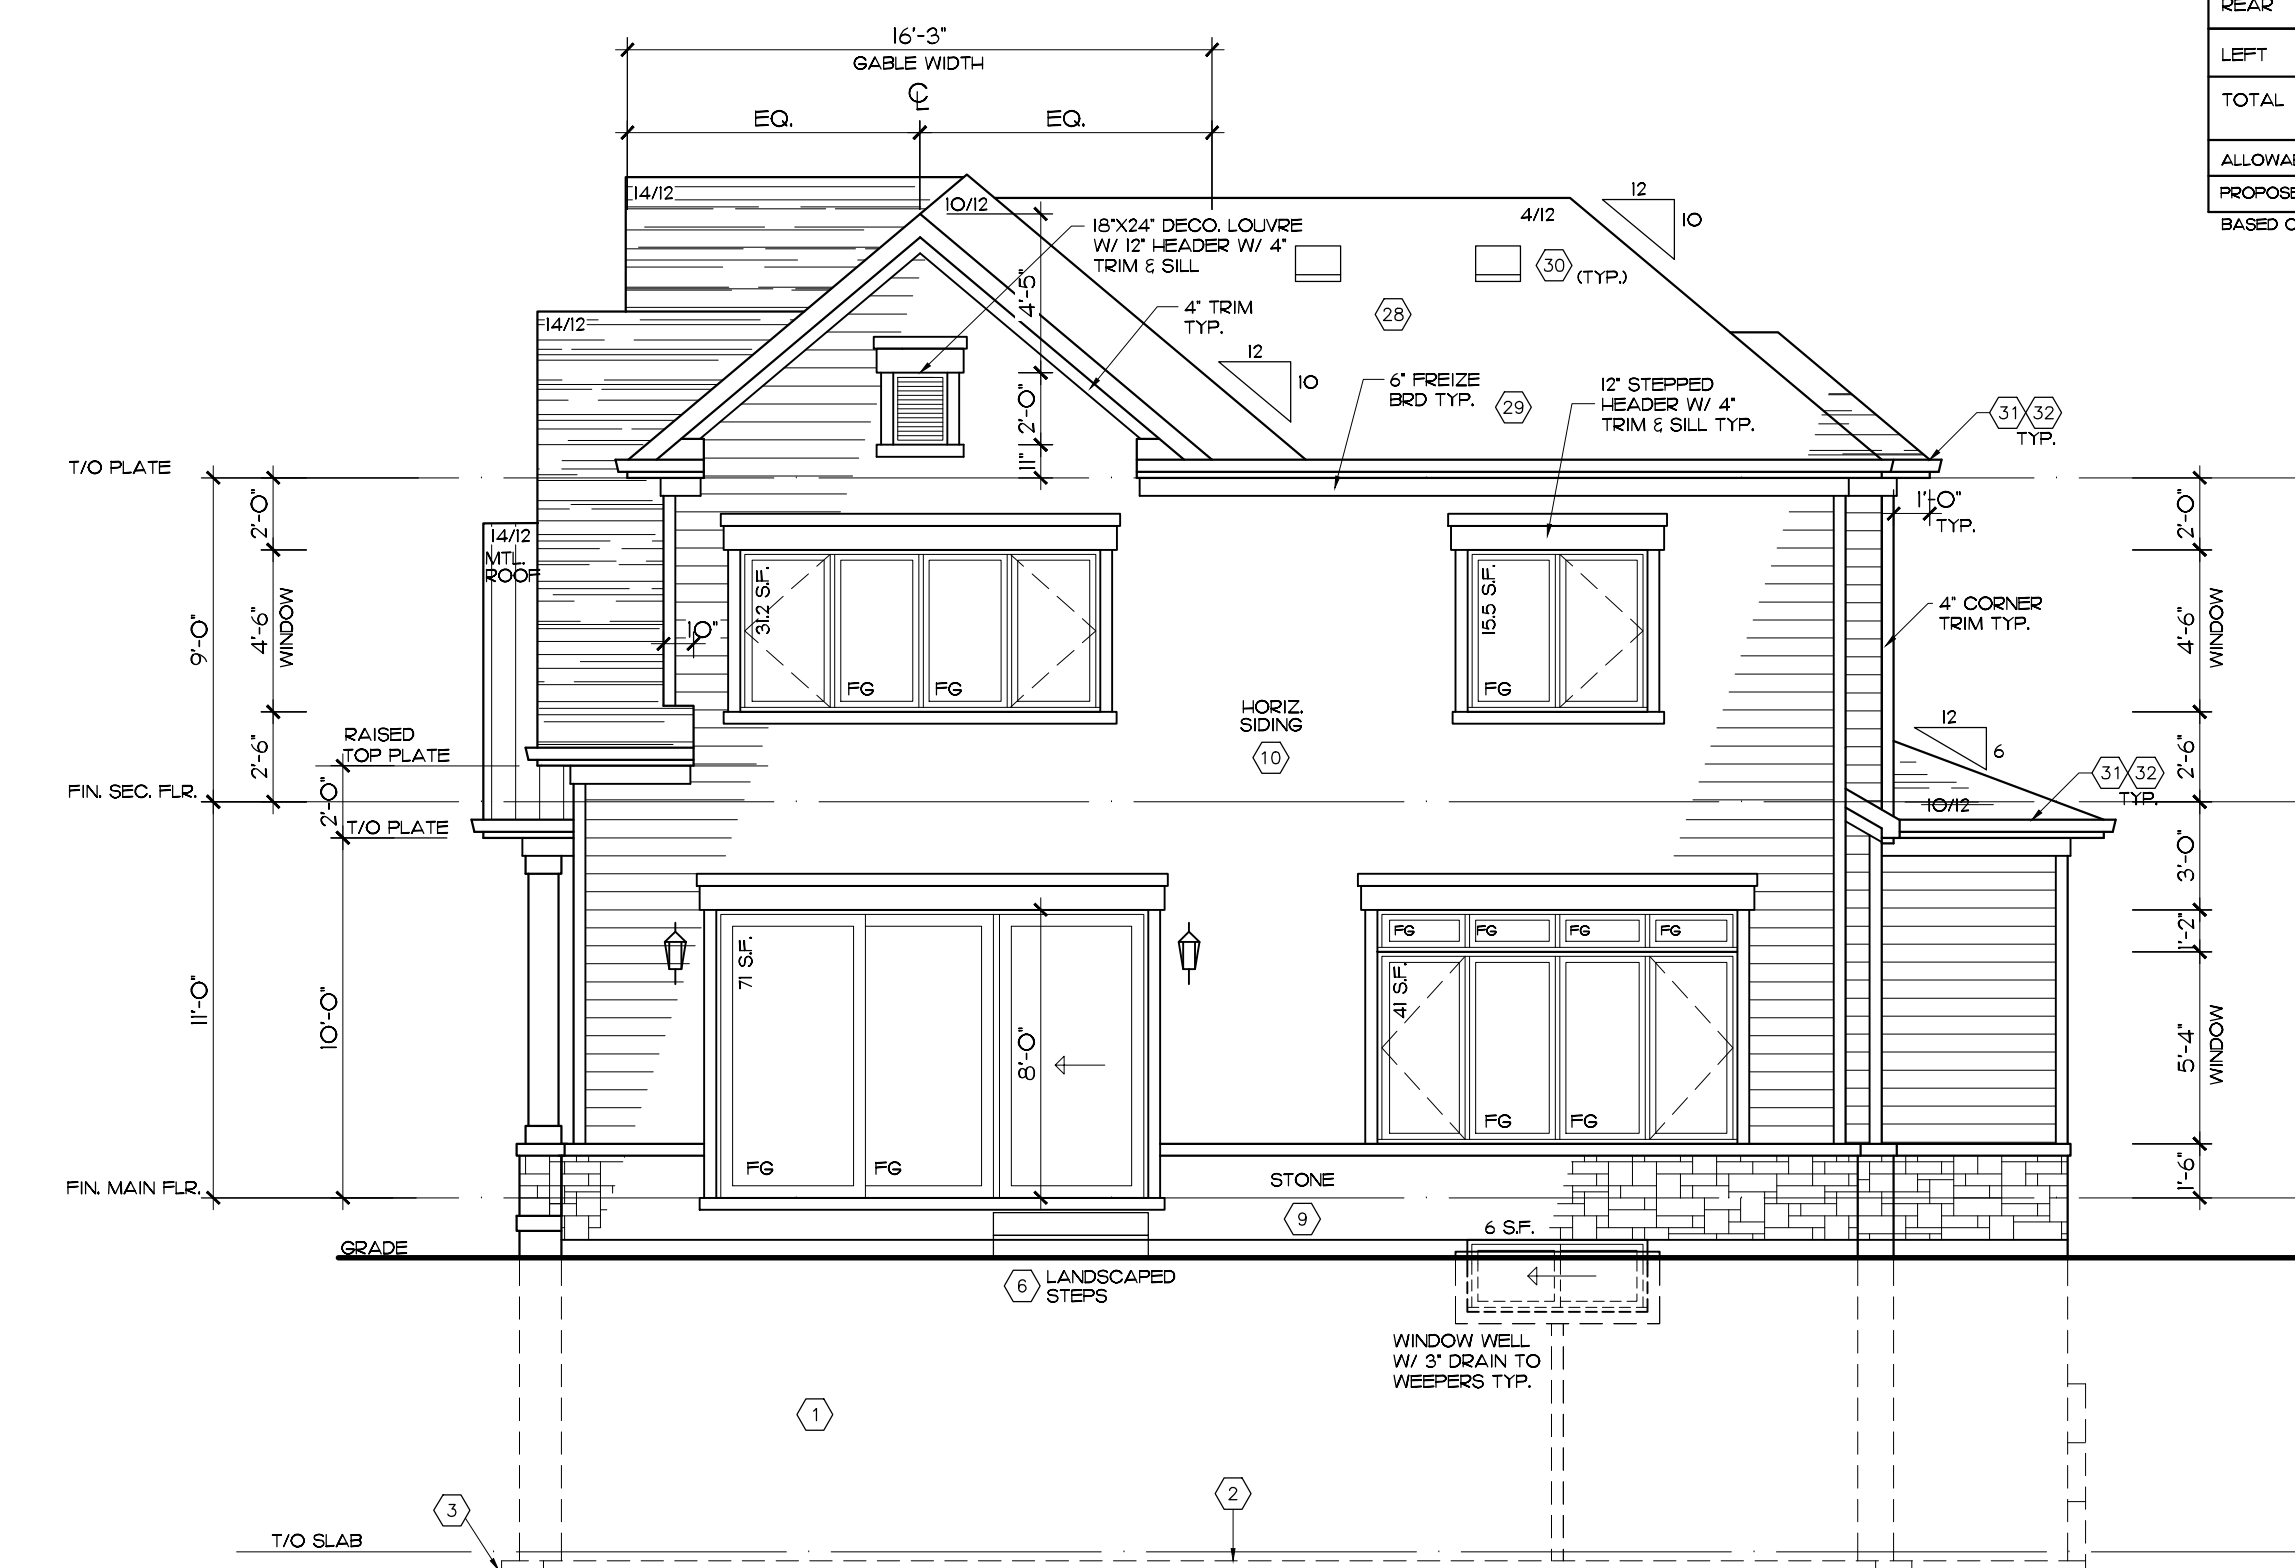 REAR
LEFT
TOTAL
16'-3"
GABLE WIDTH
EQ.
EQ.
14/12
10/12
4/12
12
10
BASED
18"X24" DECO. LOUVRE
W/ 12" HEADER W/ 4"
TRIM & SILL
4'-5"
30
(TYP.)
4" TRIM
TYP.
28
14/12
12
10
6" FREIZE
BRD TYP.
29
12" STEPPED
HEADER W/ 4"
TRIM & SILL TYP.
31
32
TYP.
2'-0"
11"
T/O PLATE
2'-0"
1'-0"
TYP.
2'-0"
14/12
MTL.
ROOF
31.2 S.F.
15.5 S.F.
9'-0"
4'-6"
WINDOW
10"
4" CORNER
TRIM TYP.
4'-6"
WINDOW
FG
FG
FG
HORIZ.
SIDING
10
12
6
RAISED
TOP PLATE
2'-6"
2'-6"
31
32
TYP.
FIN. SEC. FLR.
2'-0"
10/12
T/O PLATE
3'-0"
71 S.F.
FG
FG
FG
FG
1'-2"
41 S.F.
11'-0"
10'-0"
8'-0"
5'-4"
WINDOW
FG
FG
FG
FG
STONE
1'-6"
FIN. MAIN FLR.
9
6 S.F.
GRADE
6
LANDSCAPED
STEPS
WINDOW WELL
W/ 3" DRAIN TO
WEEPERS TYP.
1
2
3
T/O SLAB